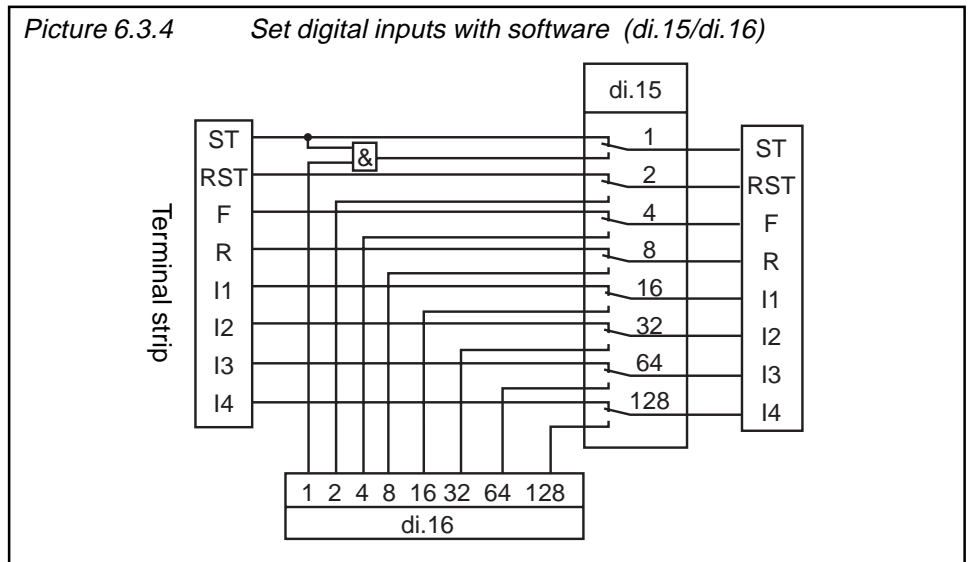 Picture 6.3.4 Set digital inputs with software (di.15/di.16)
di.15
ST
RST
F
R
I1
I2
I3
I4
Terminal strip
&
1
2
4
8
16
32
64
128
ST
RST
F
R
I1
I2
I3
I4
1 2 4 8 16 32 64 128
di.16